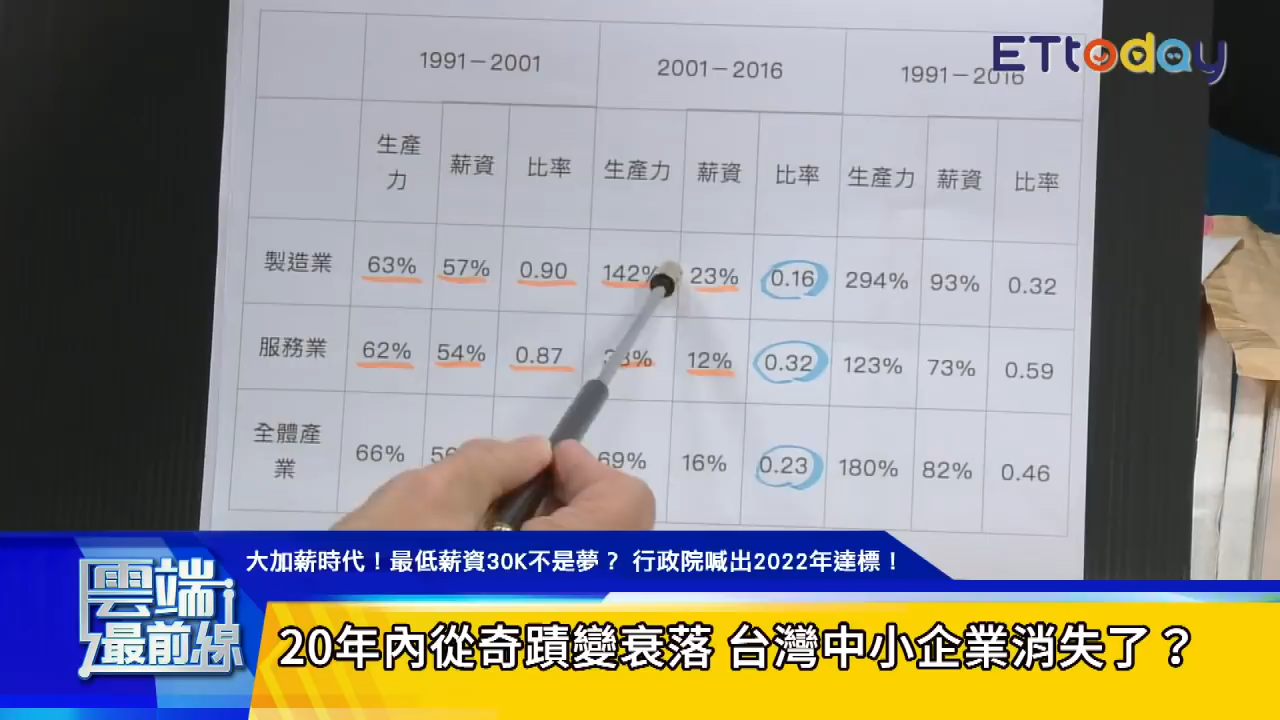 ETtoday
1991－2001 2001－2016 1991－2016
生產力 薪資 比率 生產力 薪資 比率 生產力 薪資 比率
製造業 63% 57% 0.90 142% 23% 0.16 294% 93% 0.32
服務業 62% 54% 0.87 12% 0.32 123% 73% 0.59
全體產業 66% 69% 16% 0.23 180% 82% 0.46
大加薪時代！最低薪資30K不是夢？ 行政院喊出2022年達標！
雲端最前線
20年內從奇蹟變衰落 台灣中小企業消失了？